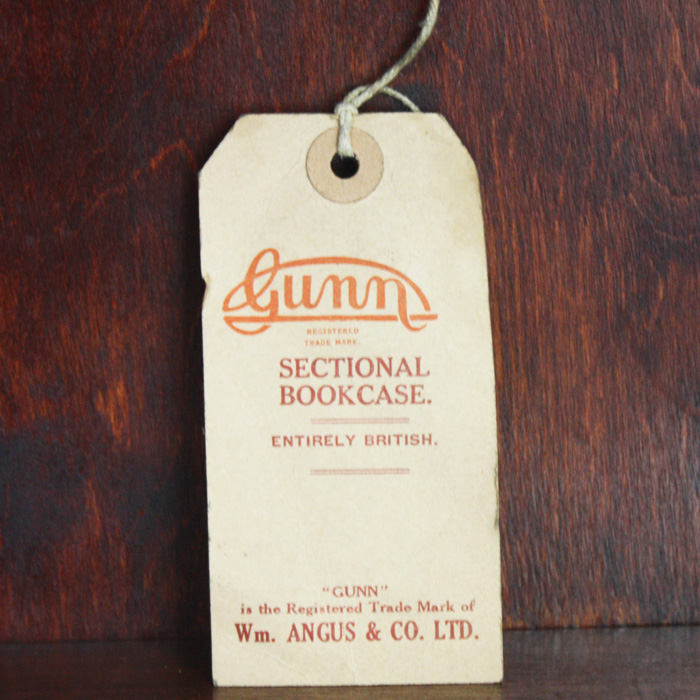 Gunn
REGISTERED
TRADE MARK.
SECTIONAL
BOOKCASE.
ENTIRELY BRITISH.
"GUNN"
is the Registered Trade Mark of
Wm. ANGUS & CO. LTD.